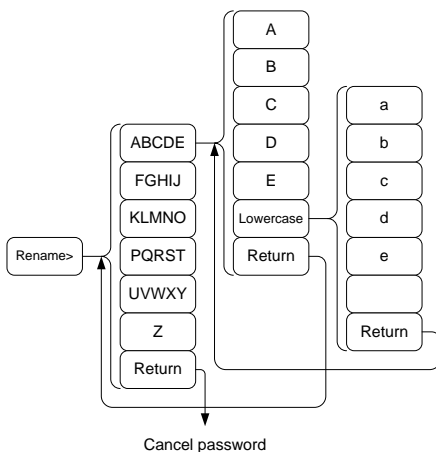 Rename>
ABCDE
FGHIJ
KLMNO
PQRST
UVWXY
Z
Return
A
B
C
D
E
Lowercase
Return
a
b
c
d
e
Return
Cancel password